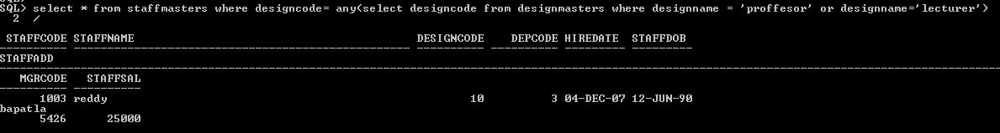 SQL> select * from staffmasters where designcode= any(select designcode from designmasters where designname = 'proffesor' or designname='lecturer')
2 /
STAFFCODE STAFFNAME DESIGNCODE DEPCODE HIREDATE STAFFDOB
STAFFADD
MGRCODE STAFFSAL
1003 reddy 10 3 04-DEC-07 12-JUN-90
bapatla
5426 25000